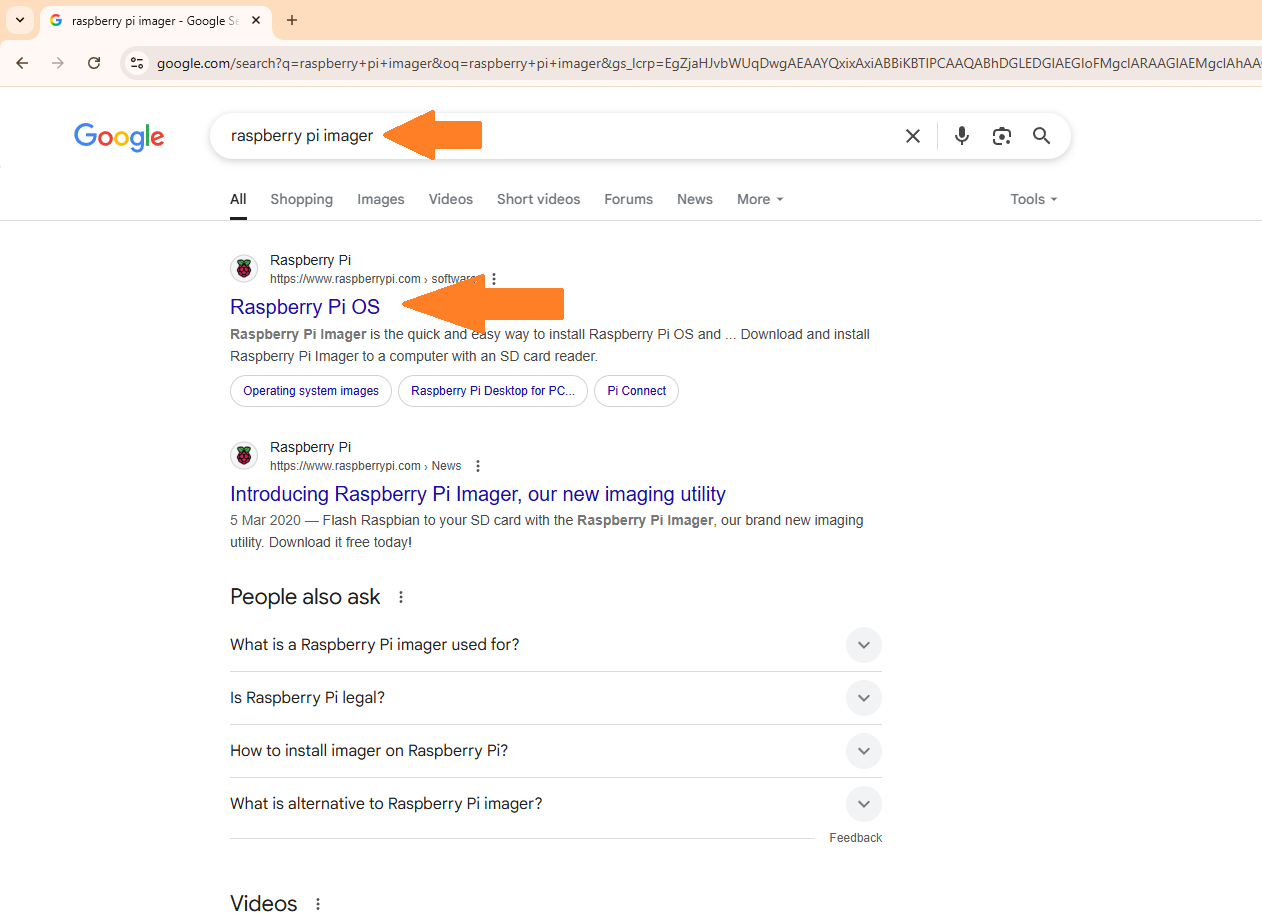 raspberry pi imager - Google Se
google.com/search?q=raspberry+pi+imager&oq=raspberry+pi+imager&gs_lcrp=EgZjaHJvbWUqDwgAEAAYQxixAxiABBiKBTIPCAAQABhDGLEDGIAEGIoFMgcIARAAGIAEMgcIAhAA
Google
raspberry pi imager
All Shopping Images Videos Short videos Forums News More Tools
Raspberry Pi
https://www.raspberrypi.com › software
Raspberry Pi OS
Raspberry Pi Imager is the quick and easy way to install Raspberry Pi OS and ... Download and install
Raspberry Pi Imager to a computer with an SD card reader.
Operating system images Raspberry Pi Desktop for PC... Pi Connect
Raspberry Pi
https://www.raspberrypi.com › News
Introducing Raspberry Pi Imager, our new imaging utility
5 Mar 2020 — Flash Raspbian to your SD card with the Raspberry Pi Imager, our brand new imaging
utility. Download it free today!
People also ask
What is a Raspberry Pi imager used for?
Is Raspberry Pi legal?
How to install imager on Raspberry Pi?
What is alternative to Raspberry Pi imager?
Feedback
Videos